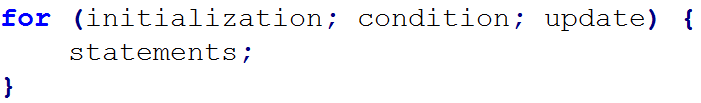 for (initialization; condition; update) {
    statements;
}